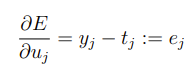 ∂E/∂u_j = y_j − t_j := e_j